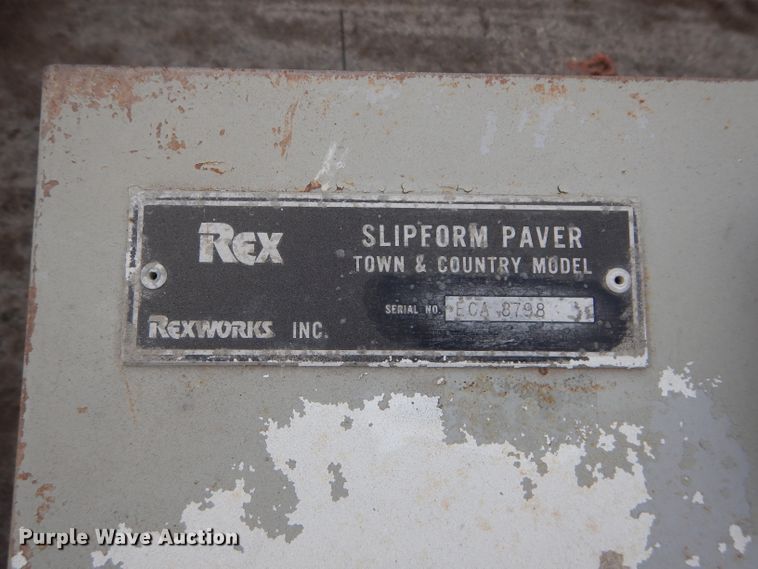 REX
SLIPFORM PAVER
TOWN & COUNTRY MODEL
SERIAL NO. ECA 8798
REXWORKS INC.
Purple Wave Auction